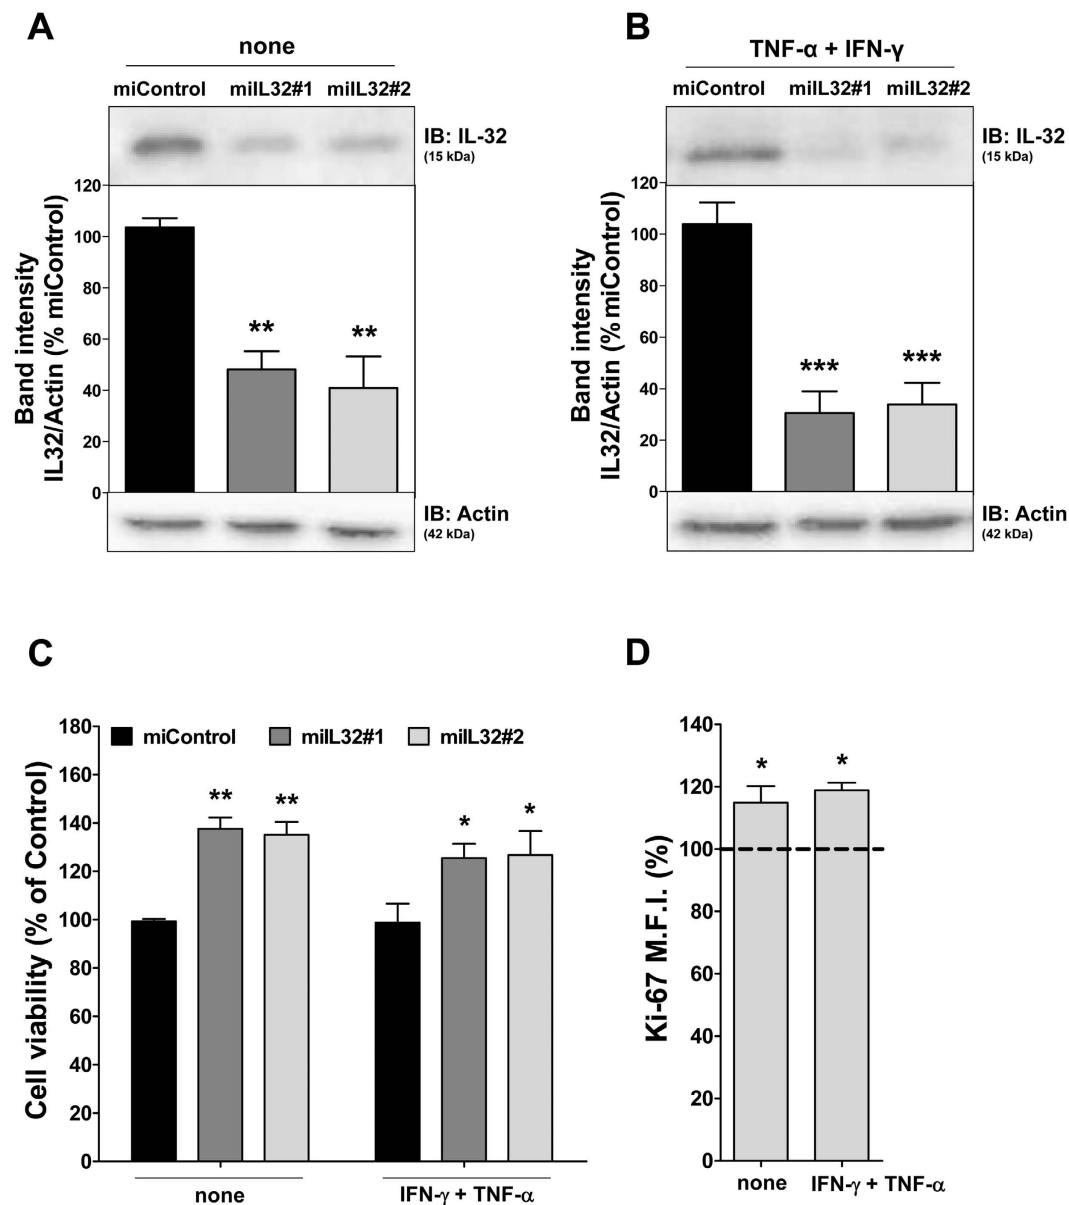 A
none
miControl miIL32#1 miIL32#2
IB: IL-32
(15 kDa)
120
100
80
60
40
20
0
Band intensity
IL32/Actin (% miControl)
** **
IB: Actin
(42 kDa)
B
TNF-α + IFN-γ
miControl miIL32#1 miIL32#2
IB: IL-32
(15 kDa)
120
100
80
60
40
20
0
Band intensity
IL32/Actin (% miControl)
*** ***
IB: Actin
(42 kDa)
C
180
160
140
120
100
80
60
40
20
0
Cell viability (% of Control)
miControl miIL32#1 miIL32#2
** ** * *
none IFN-γ + TNF-α
D
140
120
100
80
60
40
20
0
Ki-67 M.F.I. (%)
* *
none IFN-γ + TNF-α